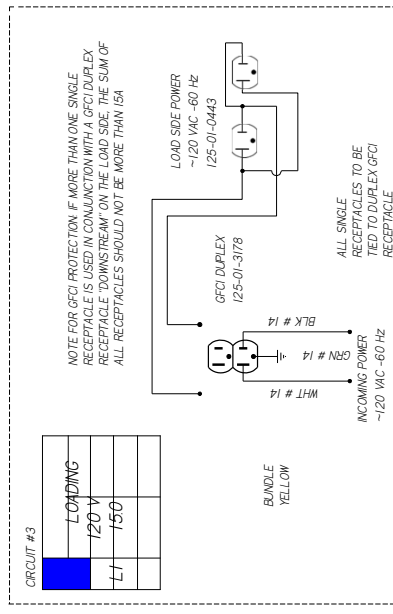 CIRCUIT #3
LOADING
120 V
L1 15.0
NOTE FOR GFCI PROTECTION: IF MORE THAN ONE SINGLE
RECEPTACLE IS USED IN CONJUNCTION WITH A GFCI DUPLEX
RECEPTACLE "DOWNSTREAM" ON THE LOAD SIDE, THE SUM OF
ALL RECEPTACLES SHOULD NOT BE MORE THAN 15A
LOAD SIDE POWER
~120 VAC -60 Hz
125-01-0443
GFCI DUPLEX
125-01-3178
BUNDLE
YELLOW
WHT # 14
GRN # 14
BLK # 14
INCOMING POWER
~120 VAC -60 Hz
ALL SINGLE
RECEPTACLES TO BE
TIED TO DUPLEX GFCI
RECEPTACLE